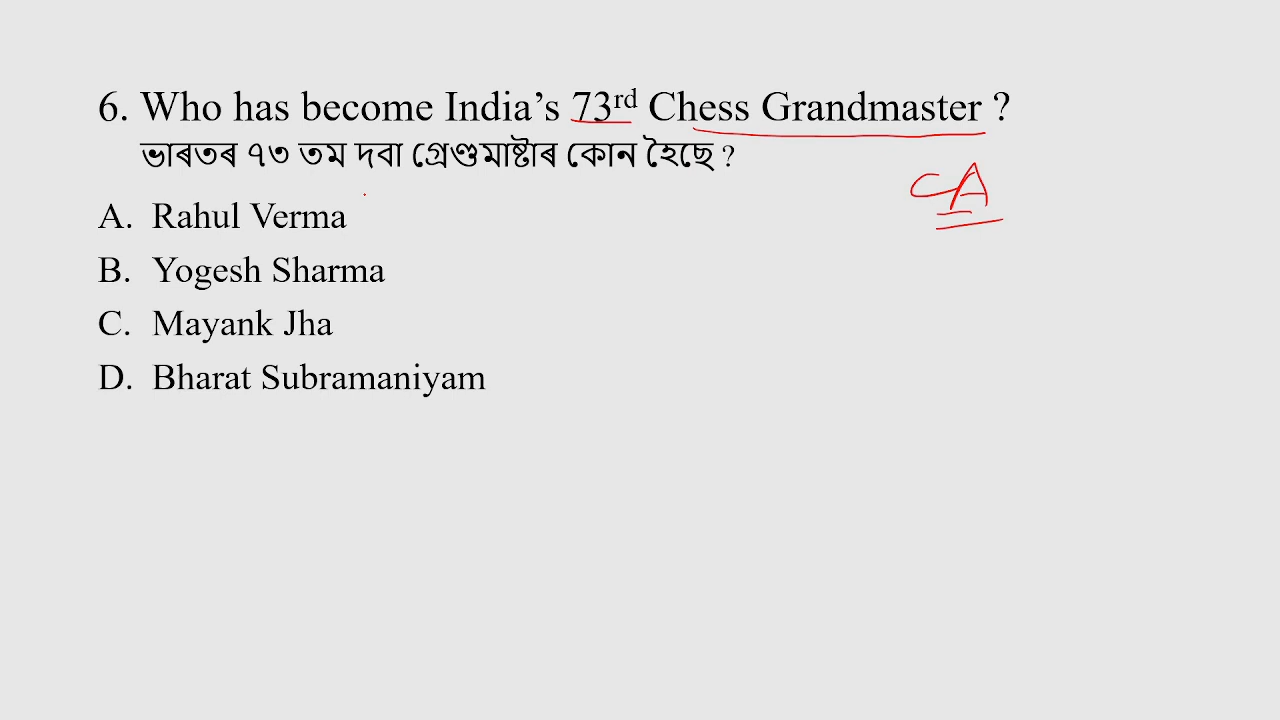 6. Who has become India’s 73rd Chess Grandmaster ?
ভাৰতৰ ৭৩ তম দবা গ্ৰেণ্ডমাষ্টাৰ কোন হৈছে ?
CA
A. Rahul Verma
B. Yogesh Sharma
C. Mayank Jha
D. Bharat Subramaniyam